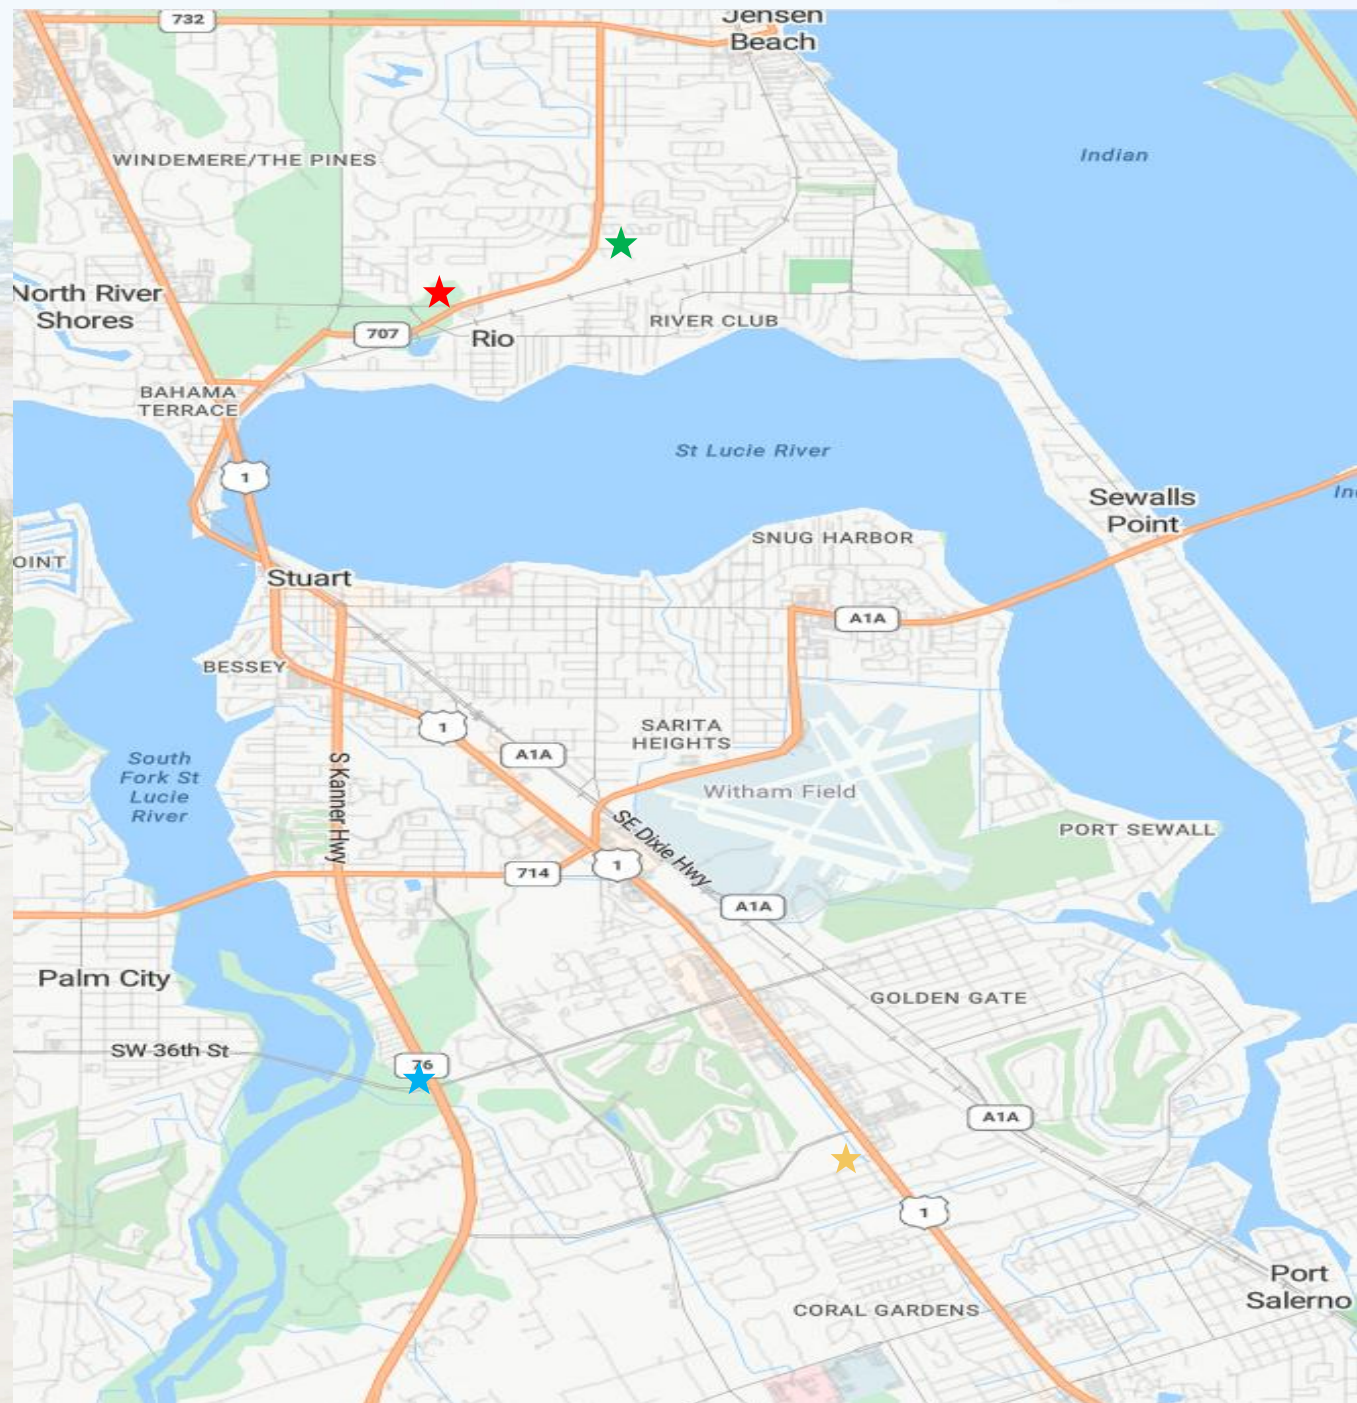 732
Jensen
Beach
Indian
WINDEMERE/THE PINES
North River
Shores
707
Rio
RIVER CLUB
BAHAMA
TERRACE
St Lucie River
1
Sewalls
Point
SNUG HARBOR
OINT
Stuart
A1A
BESSEY
1
SARITA
HEIGHTS
A1A
South
Fork St
Lucie
River
S Kanner Hwy
Witham Field
SE Dixie Hwy
PORT SEWALL
714
1
A1A
Palm City
GOLDEN GATE
SW 36th St
76
A1A
1
Port
Salerno
CORAL GARDENS